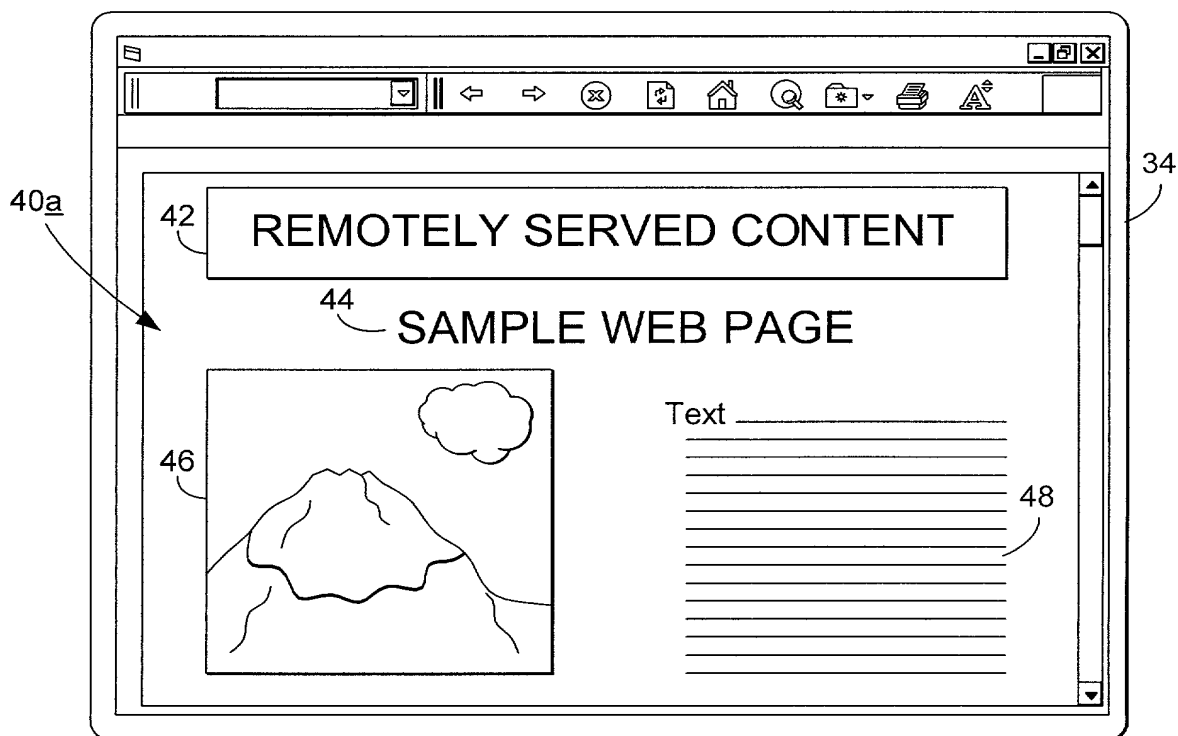 34
40a
42
REMOTELY SERVED CONTENT
44
SAMPLE WEB PAGE
Text
46
48